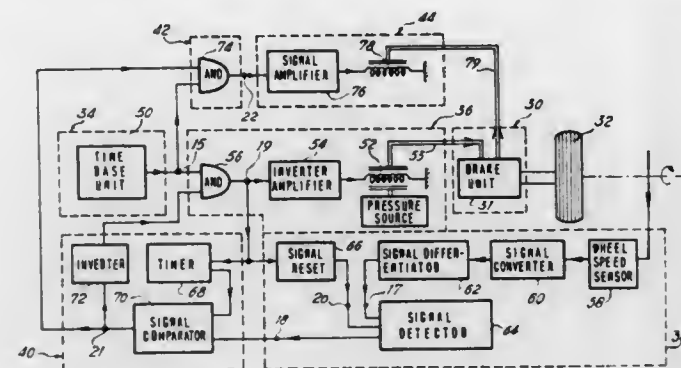 42
74
44
AND
SIGNAL
AMPLIFIER
76
78
79
22
34
50
36
30
32
TIME
BASE
UNIT
15
56
AND
19
54
INVERTER
AMPLIFIER
52
55
PRESSURE
SOURCE
BRAKE
UNIT
31
66
INVERTER
72
TIMER
68
SIGNAL
RESET
SIGNAL DIFFER-
ENTIATOR
62
SIGNAL
CONVERTER
60
WHEEL
SPEED
SENSOR
58
20
17
70
SIGNAL
COMPARATOR
21
40
18
SIGNAL
DETECTOR
64